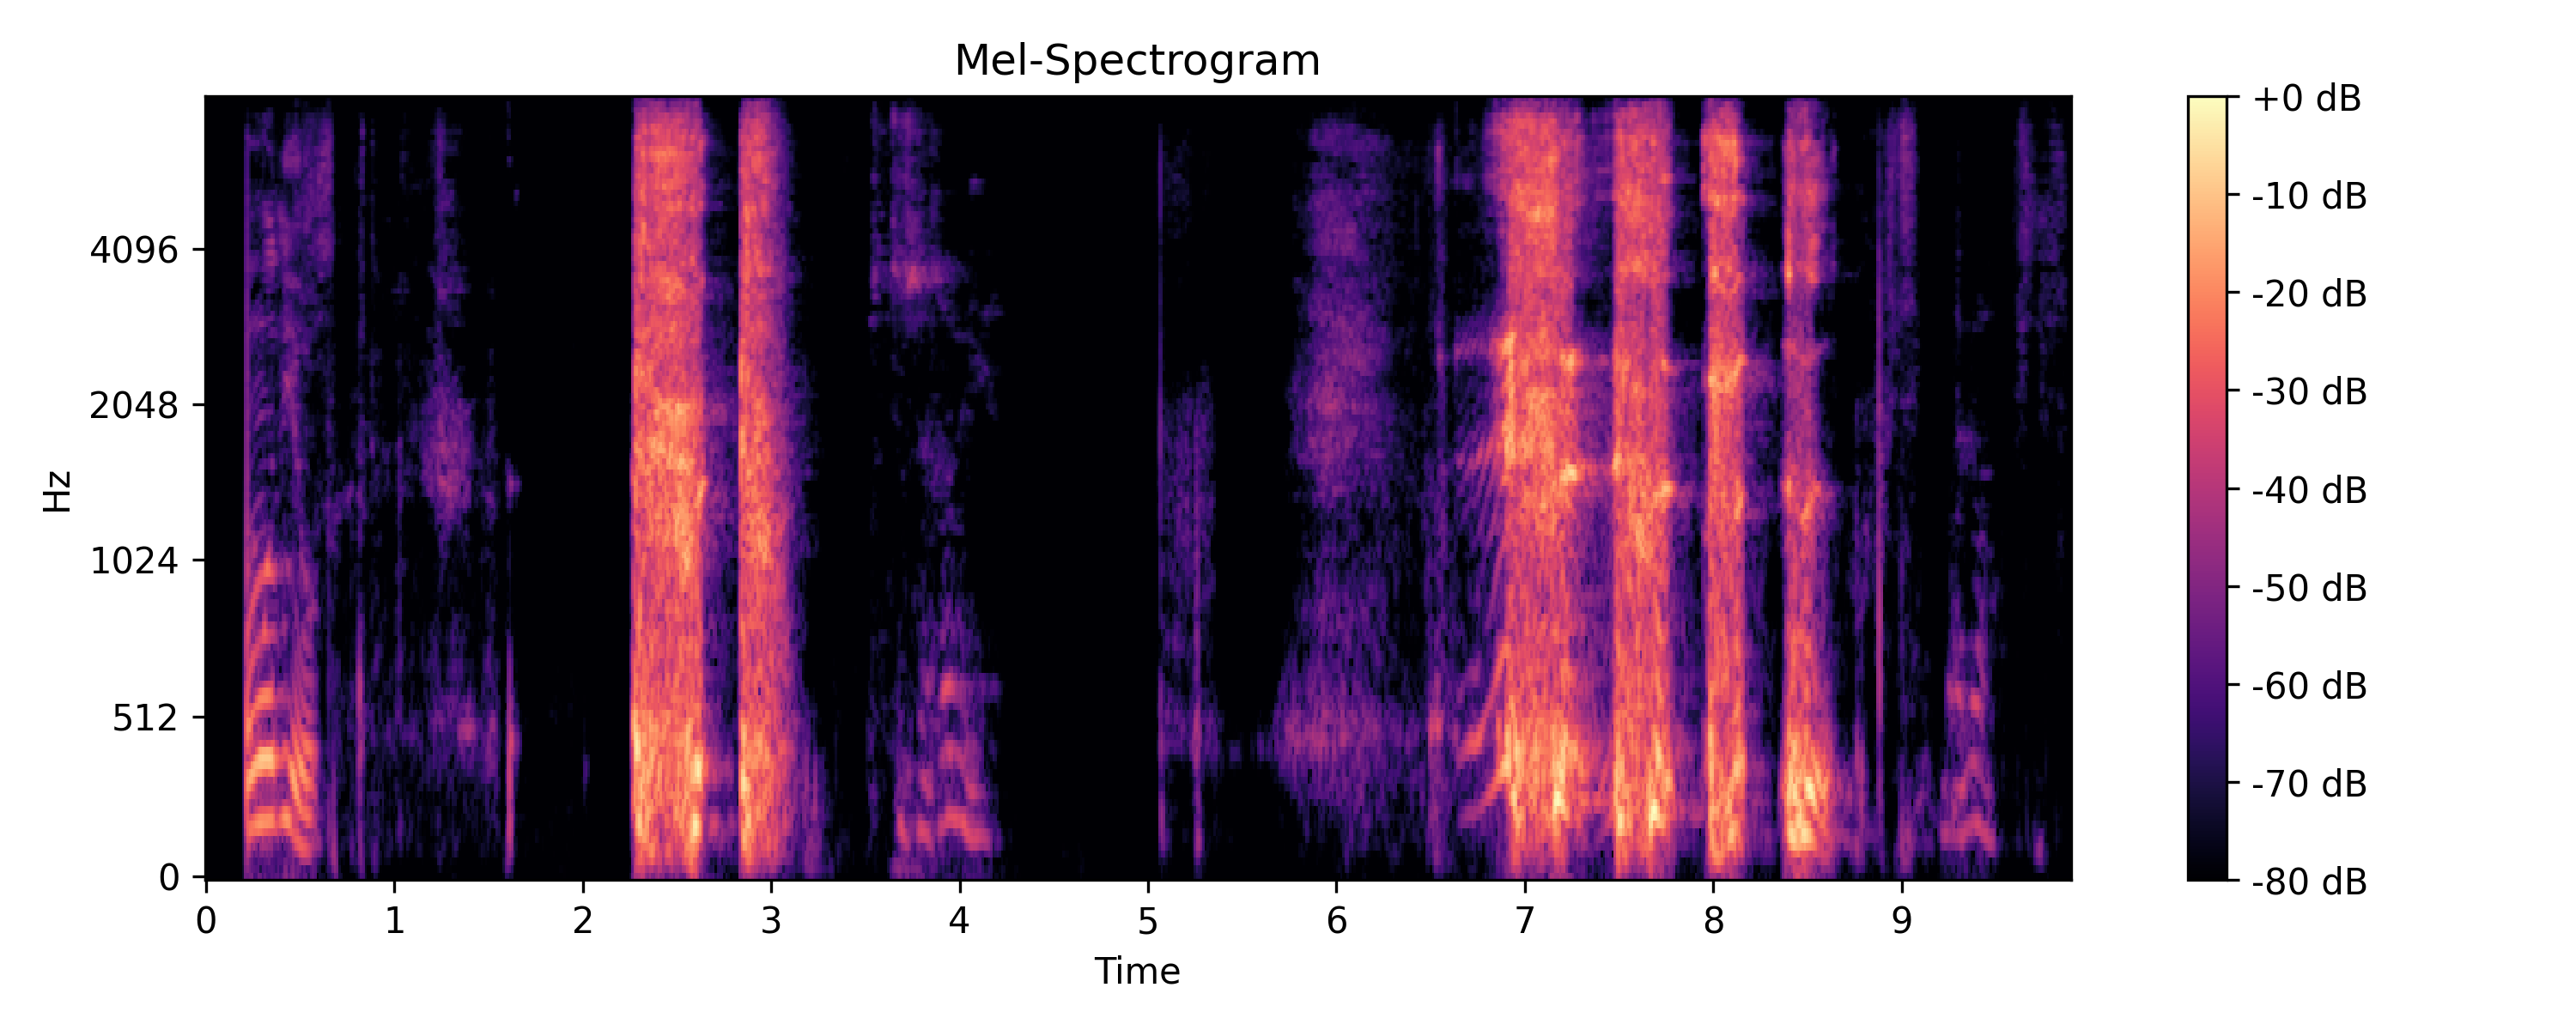 Mel-Spectrogram
+0 dB
-10 dB
-20 dB
-30 dB
-40 dB
-50 dB
-60 dB
-70 dB
-80 dB
4096
2048
1024
512
0
Hz
0 1 2 3 4 5 6 7 8 9
Time